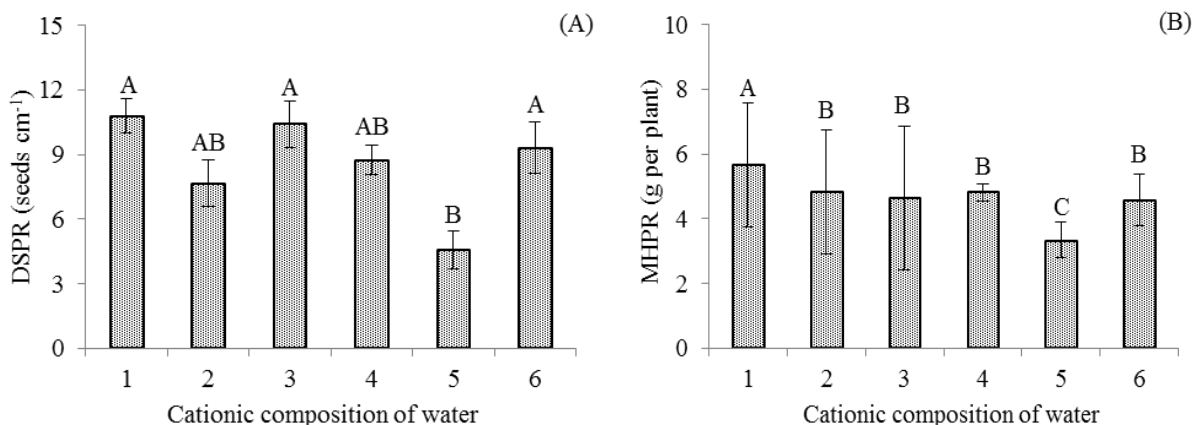 (A)
DSPR (seeds cm⁻¹)
15
12
9
6
3
0
A
AB
A
AB
B
A
1 2 3 4 5 6
Cationic composition of water
(B)
MHPR (g per plant)
10
8
6
4
2
0
A
B
B
B
C
B
1 2 3 4 5 6
Cationic composition of water